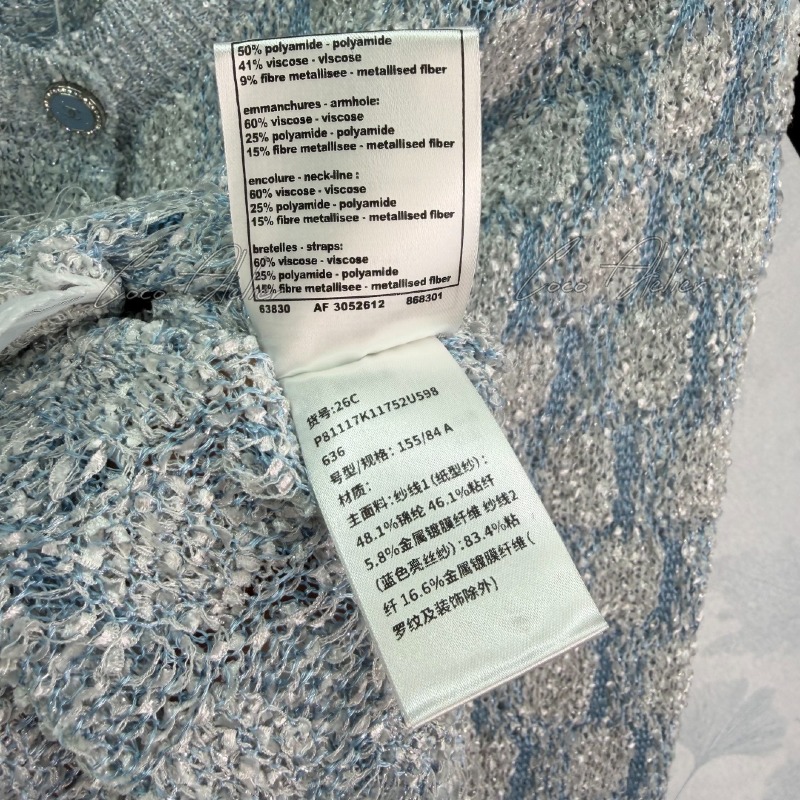 50% polyamide - polyamide
41% viscose - viscose
9% fibre metallisee - metallised fiber
emmanchures - armhole:
60% viscose - viscose
25% polyamide - polyamide
15% fibre metallisee - metallised fiber
encolure - neck-line :
60% viscose - viscose
25% polyamide - polyamide
15% fibre metallisee - metallised fiber
bretelles - straps:
60% viscose - viscose
25% polyamide - polyamide
15% fibre metallisee - metallised fiber
63830 AF 3052612 868301
货号:26C
P81117K11752U598
636
号型/规格: 155/84 A
材质:
主面料:纱线1(纸型纱):
48.1%锦纶 46.1%粘纤
5.8%金属镀膜纤维 纱线2
(蓝色亮丝纱):83.4%粘
纤 16.6%金属镀膜纤维(
罗纹及装饰除外)
Coco Atelier
Coco Atelier